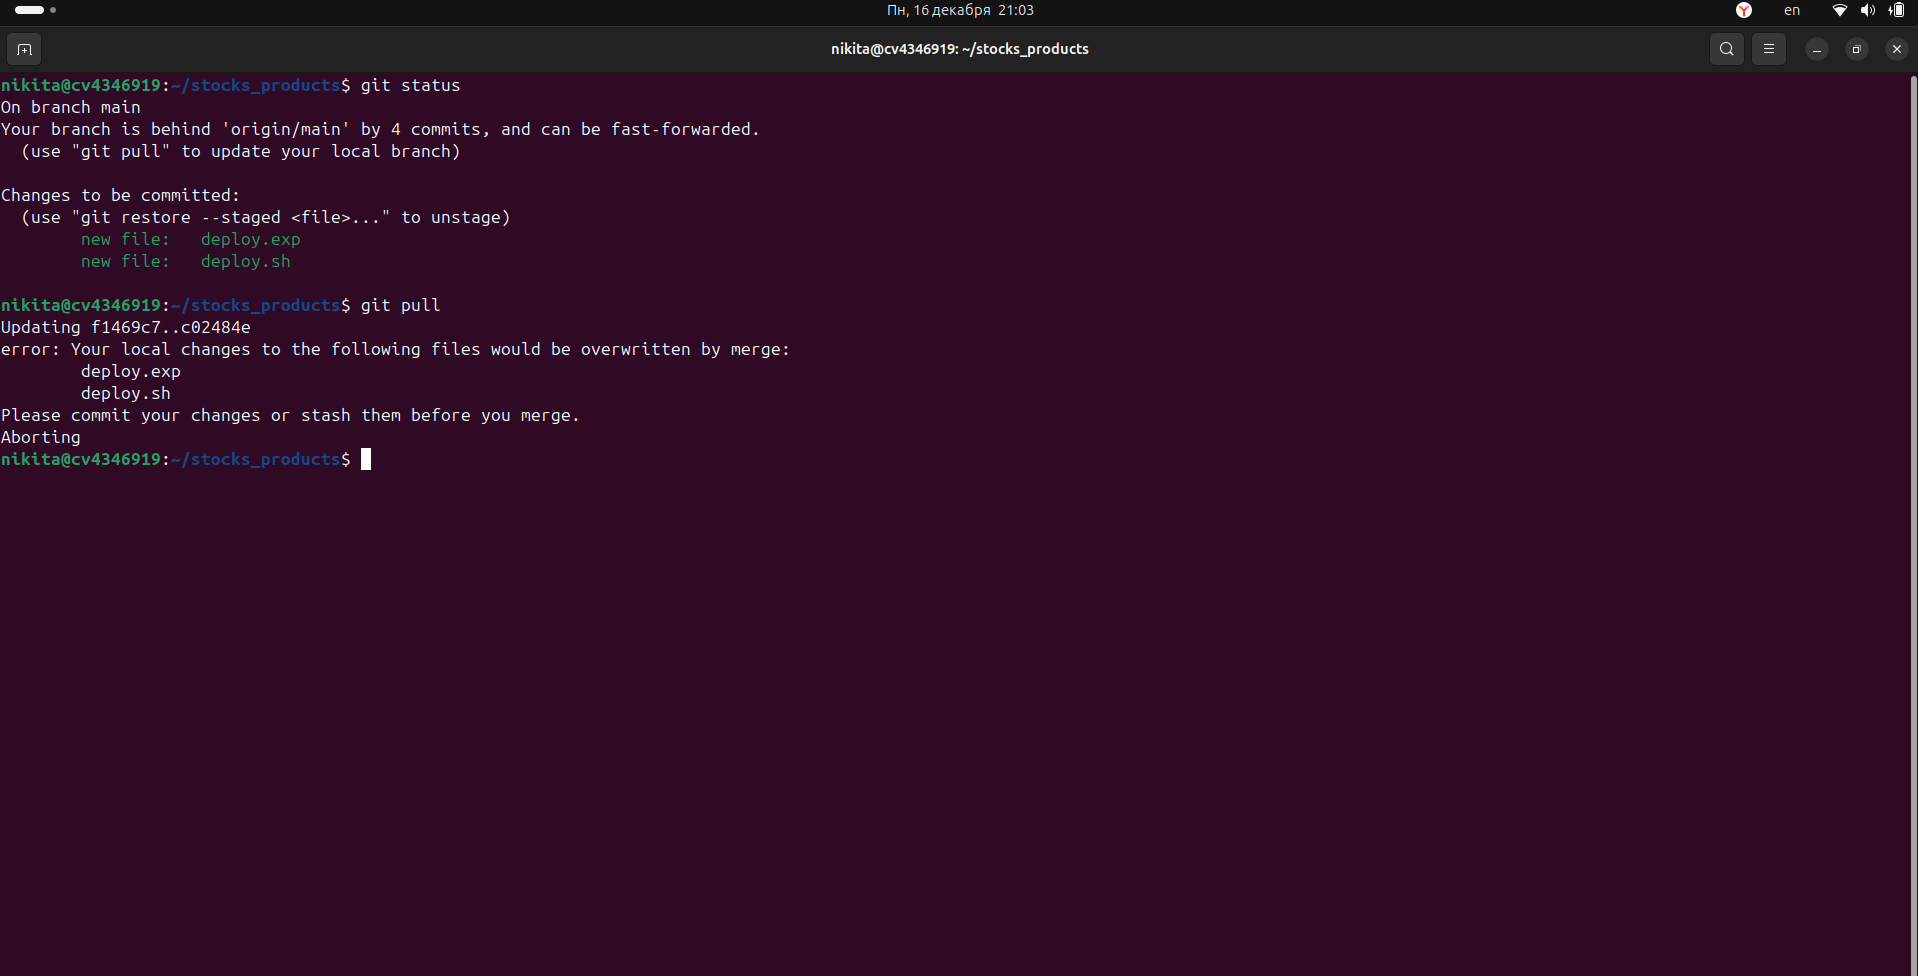 Пн, 16 декабря 21:03
en
nikita@cv4346919: ~/stocks_products
nikita@cv4346919:~/stocks_products$ git status
On branch main
Your branch is behind 'origin/main' by 4 commits, and can be fast-forwarded.
  (use "git pull" to update your local branch)

Changes to be committed:
  (use "git restore --staged <file>..." to unstage)
        new file:   deploy.exp
        new file:   deploy.sh

nikita@cv4346919:~/stocks_products$ git pull
Updating f1469c7..c02484e
error: Your local changes to the following files would be overwritten by merge:
        deploy.exp
        deploy.sh
Please commit your changes or stash them before you merge.
Aborting
nikita@cv4346919:~/stocks_products$